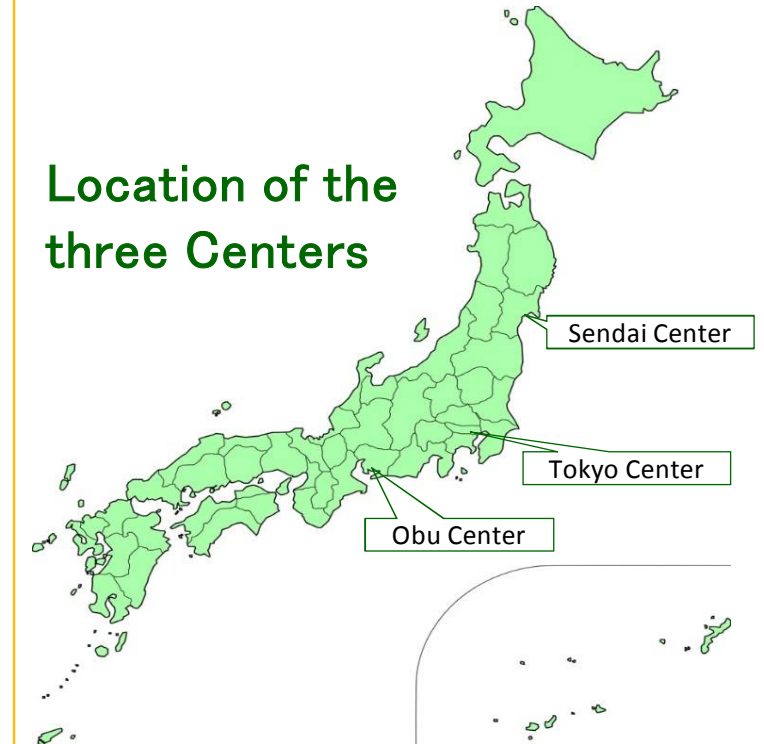 Location of the
three Centers
Sendai Center
Tokyo Center
Obu Center